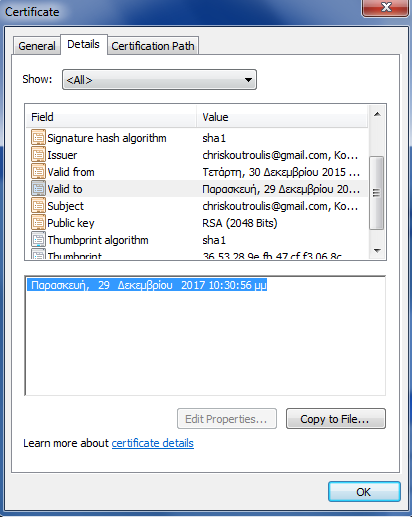 Certificate
General Details Certification Path
Show: <All>
Field Value
Signature hash algorithm sha1
Issuer chriskoutroulis@gmail.com, Ko...
Valid from Τετάρτη, 30 Δεκεμβρίου 2015 ...
Valid to Παρασκευή, 29 Δεκεμβρίου 20...
Subject chriskoutroulis@gmail.com, Ko...
Public key RSA (2048 Bits)
Thumbprint algorithm sha1
Thumbprint 36 53 28 9e fb 47 cf f3 06 8c
Παρασκευή, 29 Δεκεμβρίου 2017 10:30:56 μμ
Edit Properties... Copy to File...
Learn more about certificate details
OK